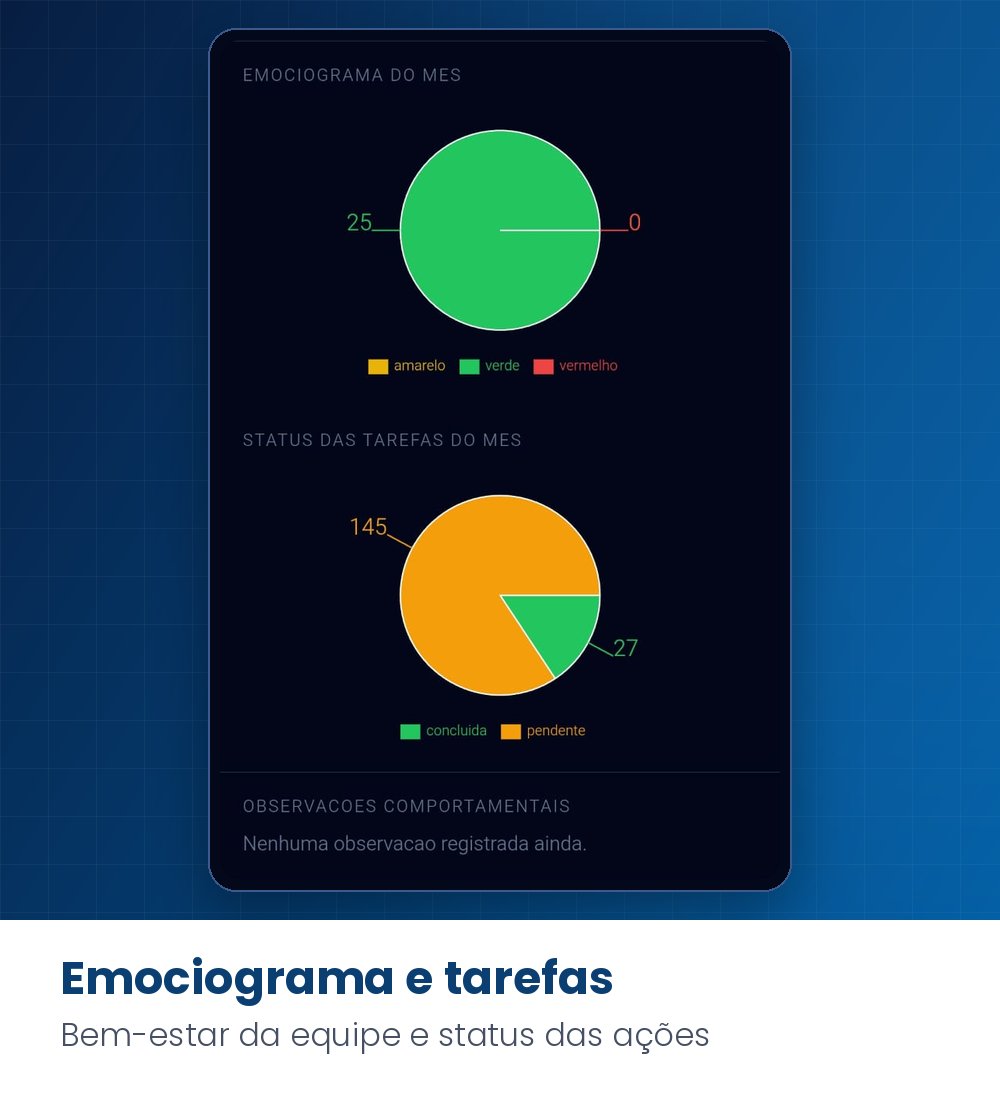 EMOCIOGRAMA DO MES
25
0
amarelo verde vermelho
STATUS DAS TAREFAS DO MES
145
27
concluida pendente
OBSERVACOES COMPORTAMENTAIS
Nenhuma observacao registrada ainda.
Emociograma e tarefas
Bem-estar da equipe e status das ações